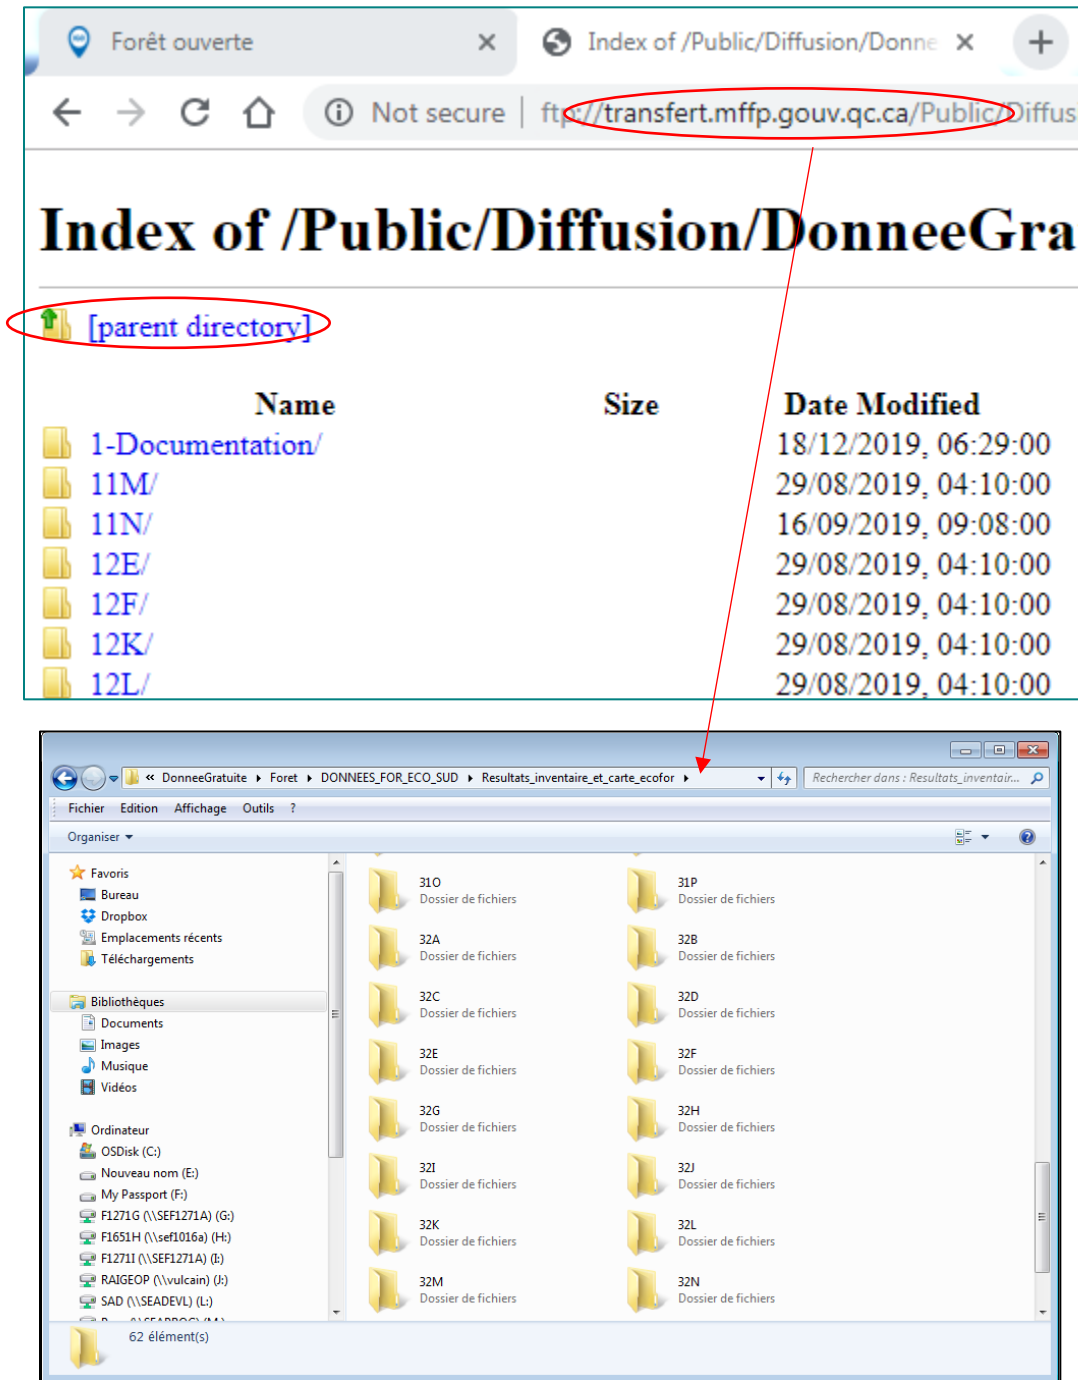 Forêt ouverte
Index of /Public/Diffusion/Donne
Not secure | ftp://transfert.mffp.gouv.qc.ca/Public/Diffus
Index of /Public/Diffusion/DonneeGra
[parent directory]
Name Size Date Modified
1-Documentation/ 18/12/2019, 06:29:00
11M/ 29/08/2019, 04:10:00
11N/ 16/09/2019, 09:08:00
12E/ 29/08/2019, 04:10:00
12F/ 29/08/2019, 04:10:00
12K/ 29/08/2019, 04:10:00
12L/ 29/08/2019, 04:10:00
« DonneeGratuite ▸ Foret ▸ DONNEES_FOR_ECO_SUD ▸ Resultats_inventaire_et_carte_ecofor ▸ Rechercher dans : Resultats_inventair...
Fichier Edition Affichage Outils ?
Organiser
Favoris
Bureau
Dropbox
Emplacements récents
Téléchargements
Bibliothèques
Documents
Images
Musique
Vidéos
Ordinateur
OSDisk (C:)
Nouveau nom (E:)
My Passport (F:)
F1271G (\\SEF1271A) (G:)
F1651H (\\sef1016a) (H:)
F1271I (\\SEF1271A) (I:)
RAIGEOP (\\vulcain) (J:)
SAD (\\SEADEVL) (L:)
31O 31P
Dossier de fichiers Dossier de fichiers
32A 32B
Dossier de fichiers Dossier de fichiers
32C 32D
Dossier de fichiers Dossier de fichiers
32E 32F
Dossier de fichiers Dossier de fichiers
32G 32H
Dossier de fichiers Dossier de fichiers
32I 32J
Dossier de fichiers Dossier de fichiers
32K 32L
Dossier de fichiers Dossier de fichiers
32M 32N
Dossier de fichiers Dossier de fichiers
62 élément(s)